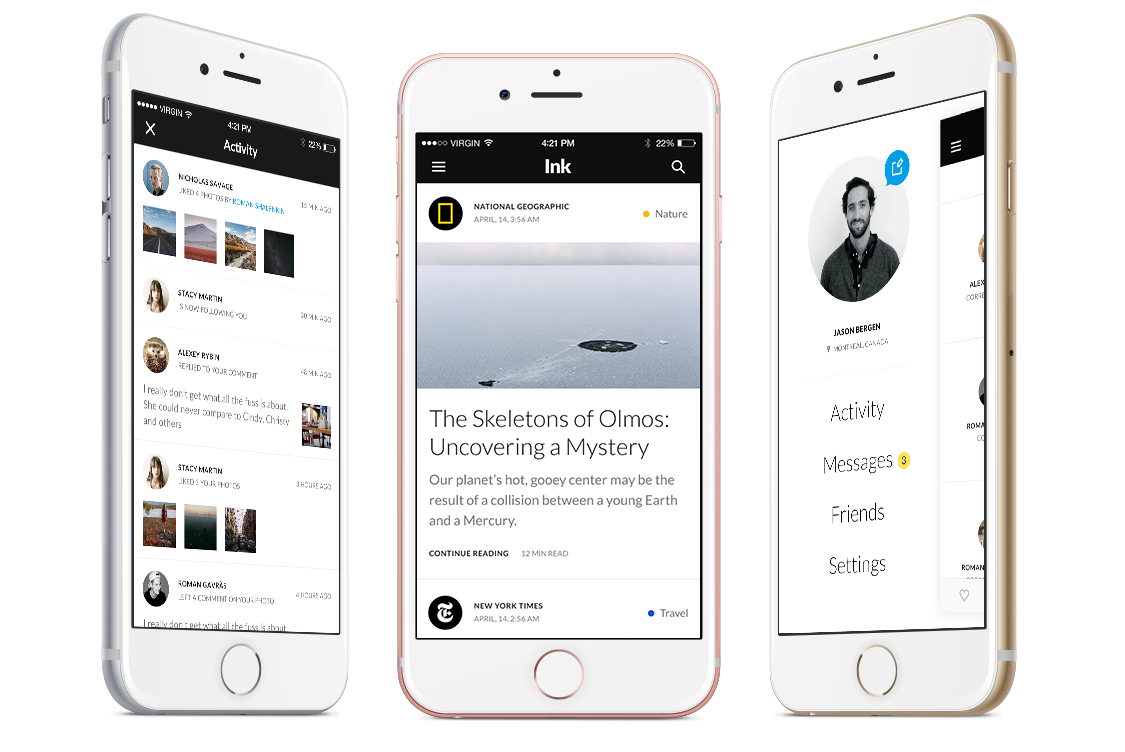 VIRGIN
4:21 PM
22%
Activity
NICHOLAS SAVAGE
LIKED 4 PHOTOS BY ROMAN SHALENKIN
15 MIN AGO
STACY MARTIN
IS NOW FOLLOWING YOU
30 MIN AGO
ALEXEY RYBIN
REPLIED TO YOUR COMMENT
48 MIN AGO
I really don't get what all the fuss is about.
She could never compare to Cindy, Christy
and others
STACY MARTIN
LIKED 3 YOUR PHOTOS
3 HOURS AGO
ROMAN GAVRÀS
LEFT A COMMENT ON YOUR PHOTO
4 HOURS AGO
I really don't get what all the fuss is about.
VIRGIN
4:21 PM
22%
Ink
NATIONAL GEOGRAPHIC
APRIL, 14, 3:56 AM
Nature
The Skeletons of Olmos:
Uncovering a Mystery
Our planet's hot, gooey center may be the
result of a collision between a young Earth
and a Mercury.
CONTINUE READING 12 MIN READ
NEW YORK TIMES
APRIL, 14, 2:56 AM
Travel
JASON BERGEN
MONTREAL, CANADA
Activity
Messages 3
Friends
Settings
ALEX
CORRE
ROMA
CO
ROMAN